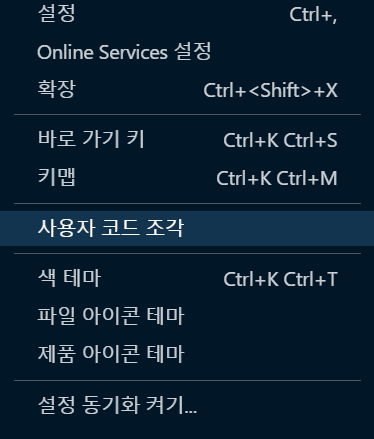 설정 Ctrl+,
Online Services 설정
확장 Ctrl+<Shift>+X
바로 가기 키 Ctrl+K Ctrl+S
키맵 Ctrl+K Ctrl+M
사용자 코드 조각
색 테마 Ctrl+K Ctrl+T
파일 아이콘 테마
제품 아이콘 테마
설정 동기화 켜기...